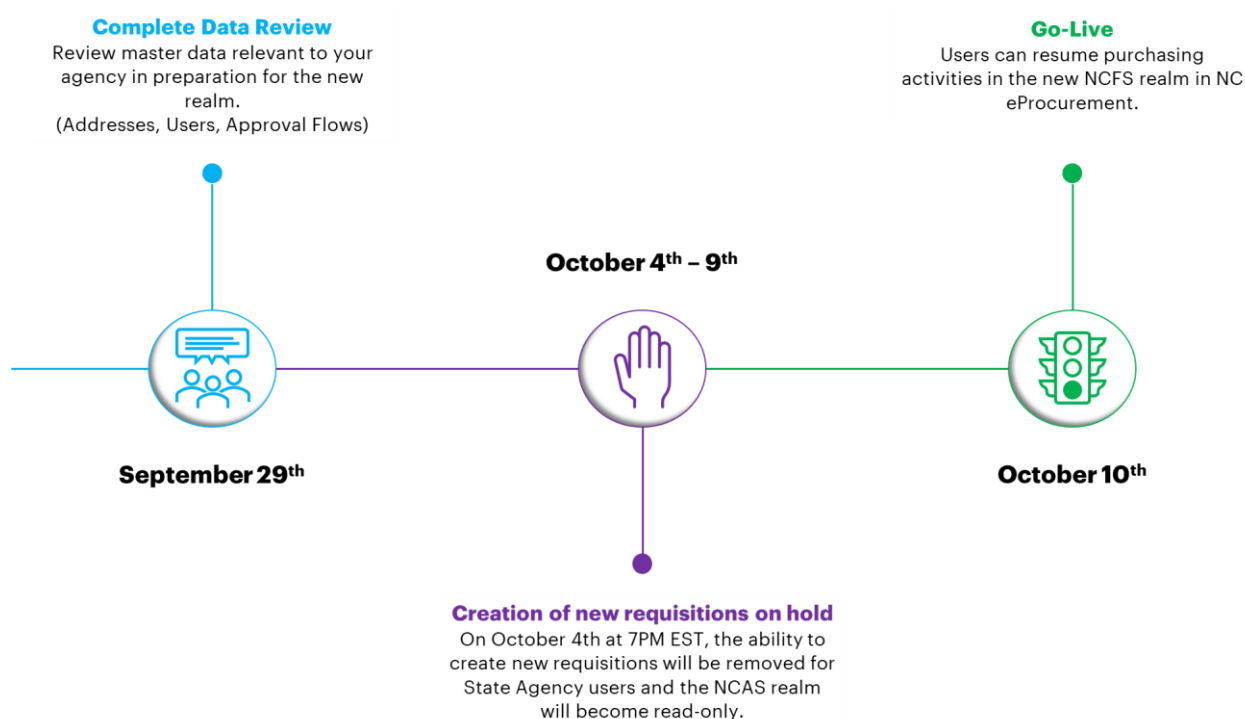 Complete Data Review
Review master data relevant to your
agency in preparation for the new
realm.
(Addresses, Users, Approval Flows)
September 29th
October 4th – 9th
Creation of new requisitions on hold
On October 4th at 7PM EST, the ability to
create new requisitions will be removed for
State Agency users and the NCAS realm
will become read-only.
Go-Live
Users can resume purchasing
activities in the new NCFS realm in NC
eProcurement.
October 10th